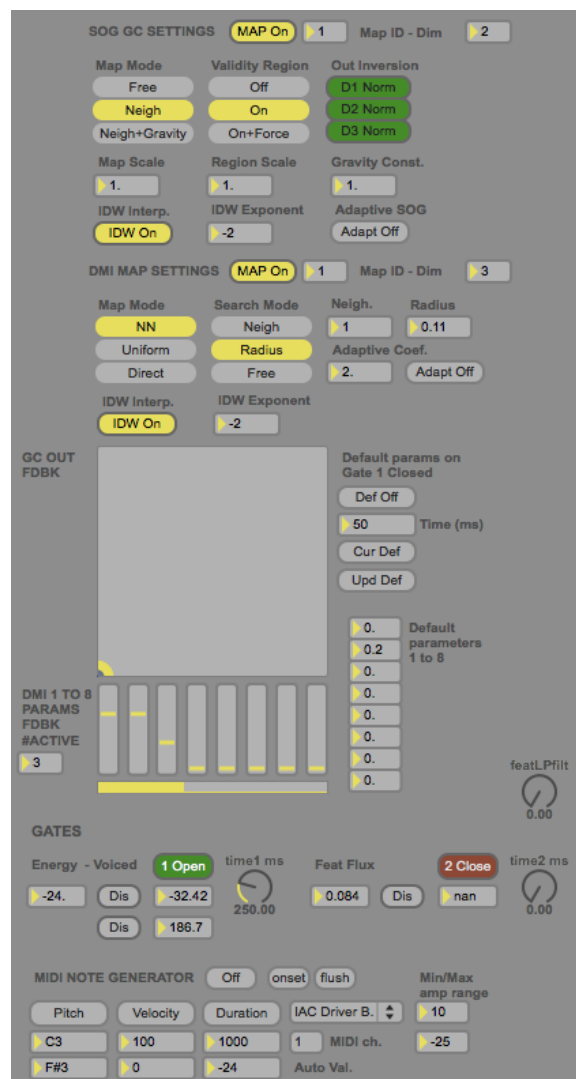 SOG GC SETTINGS MAP On 1 Map ID - Dim 2
Map Mode Validity Region Out Inversion
Free Off D1 Norm
Neigh On D2 Norm
Neigh+Gravity On+Force D3 Norm
Map Scale Region Scale Gravity Const.
1. 1. 1.
IDW Interp. IDW Exponent Adaptive SOG
IDW On -2 Adapt Off
DMI MAP SETTINGS MAP On 1 Map ID - Dim 3
Map Mode Search Mode Neigh. Radius
NN Neigh 1 0.11
Uniform Radius Adaptive Coef.
Direct Free 2. Adapt Off
IDW Interp. IDW Exponent
IDW On -2
GC OUT
FDBK
Default params on
Gate 1 Closed
Def Off
50 Time (ms)
Cur Def
Upd Def
0.
0.2
0.
0.
0.
0.
0.
0.
Default
parameters
1 to 8
DMI 1 TO 8
PARAMS
FDBK
#ACTIVE
3
featLPfilt
0.00
GATES
Energy - Voiced 1 Open time1 ms Feat Flux 2 Close time2 ms
-24. Dis -32.42 250.00 0.084 Dis nan 0.00
Dis 186.7
MIDI NOTE GENERATOR Off onset flush Min/Max
amp range
Pitch Velocity Duration IAC Driver B. 10
C3 100 1000 1 MIDI ch. -25
F#3 0 -24 Auto Val.